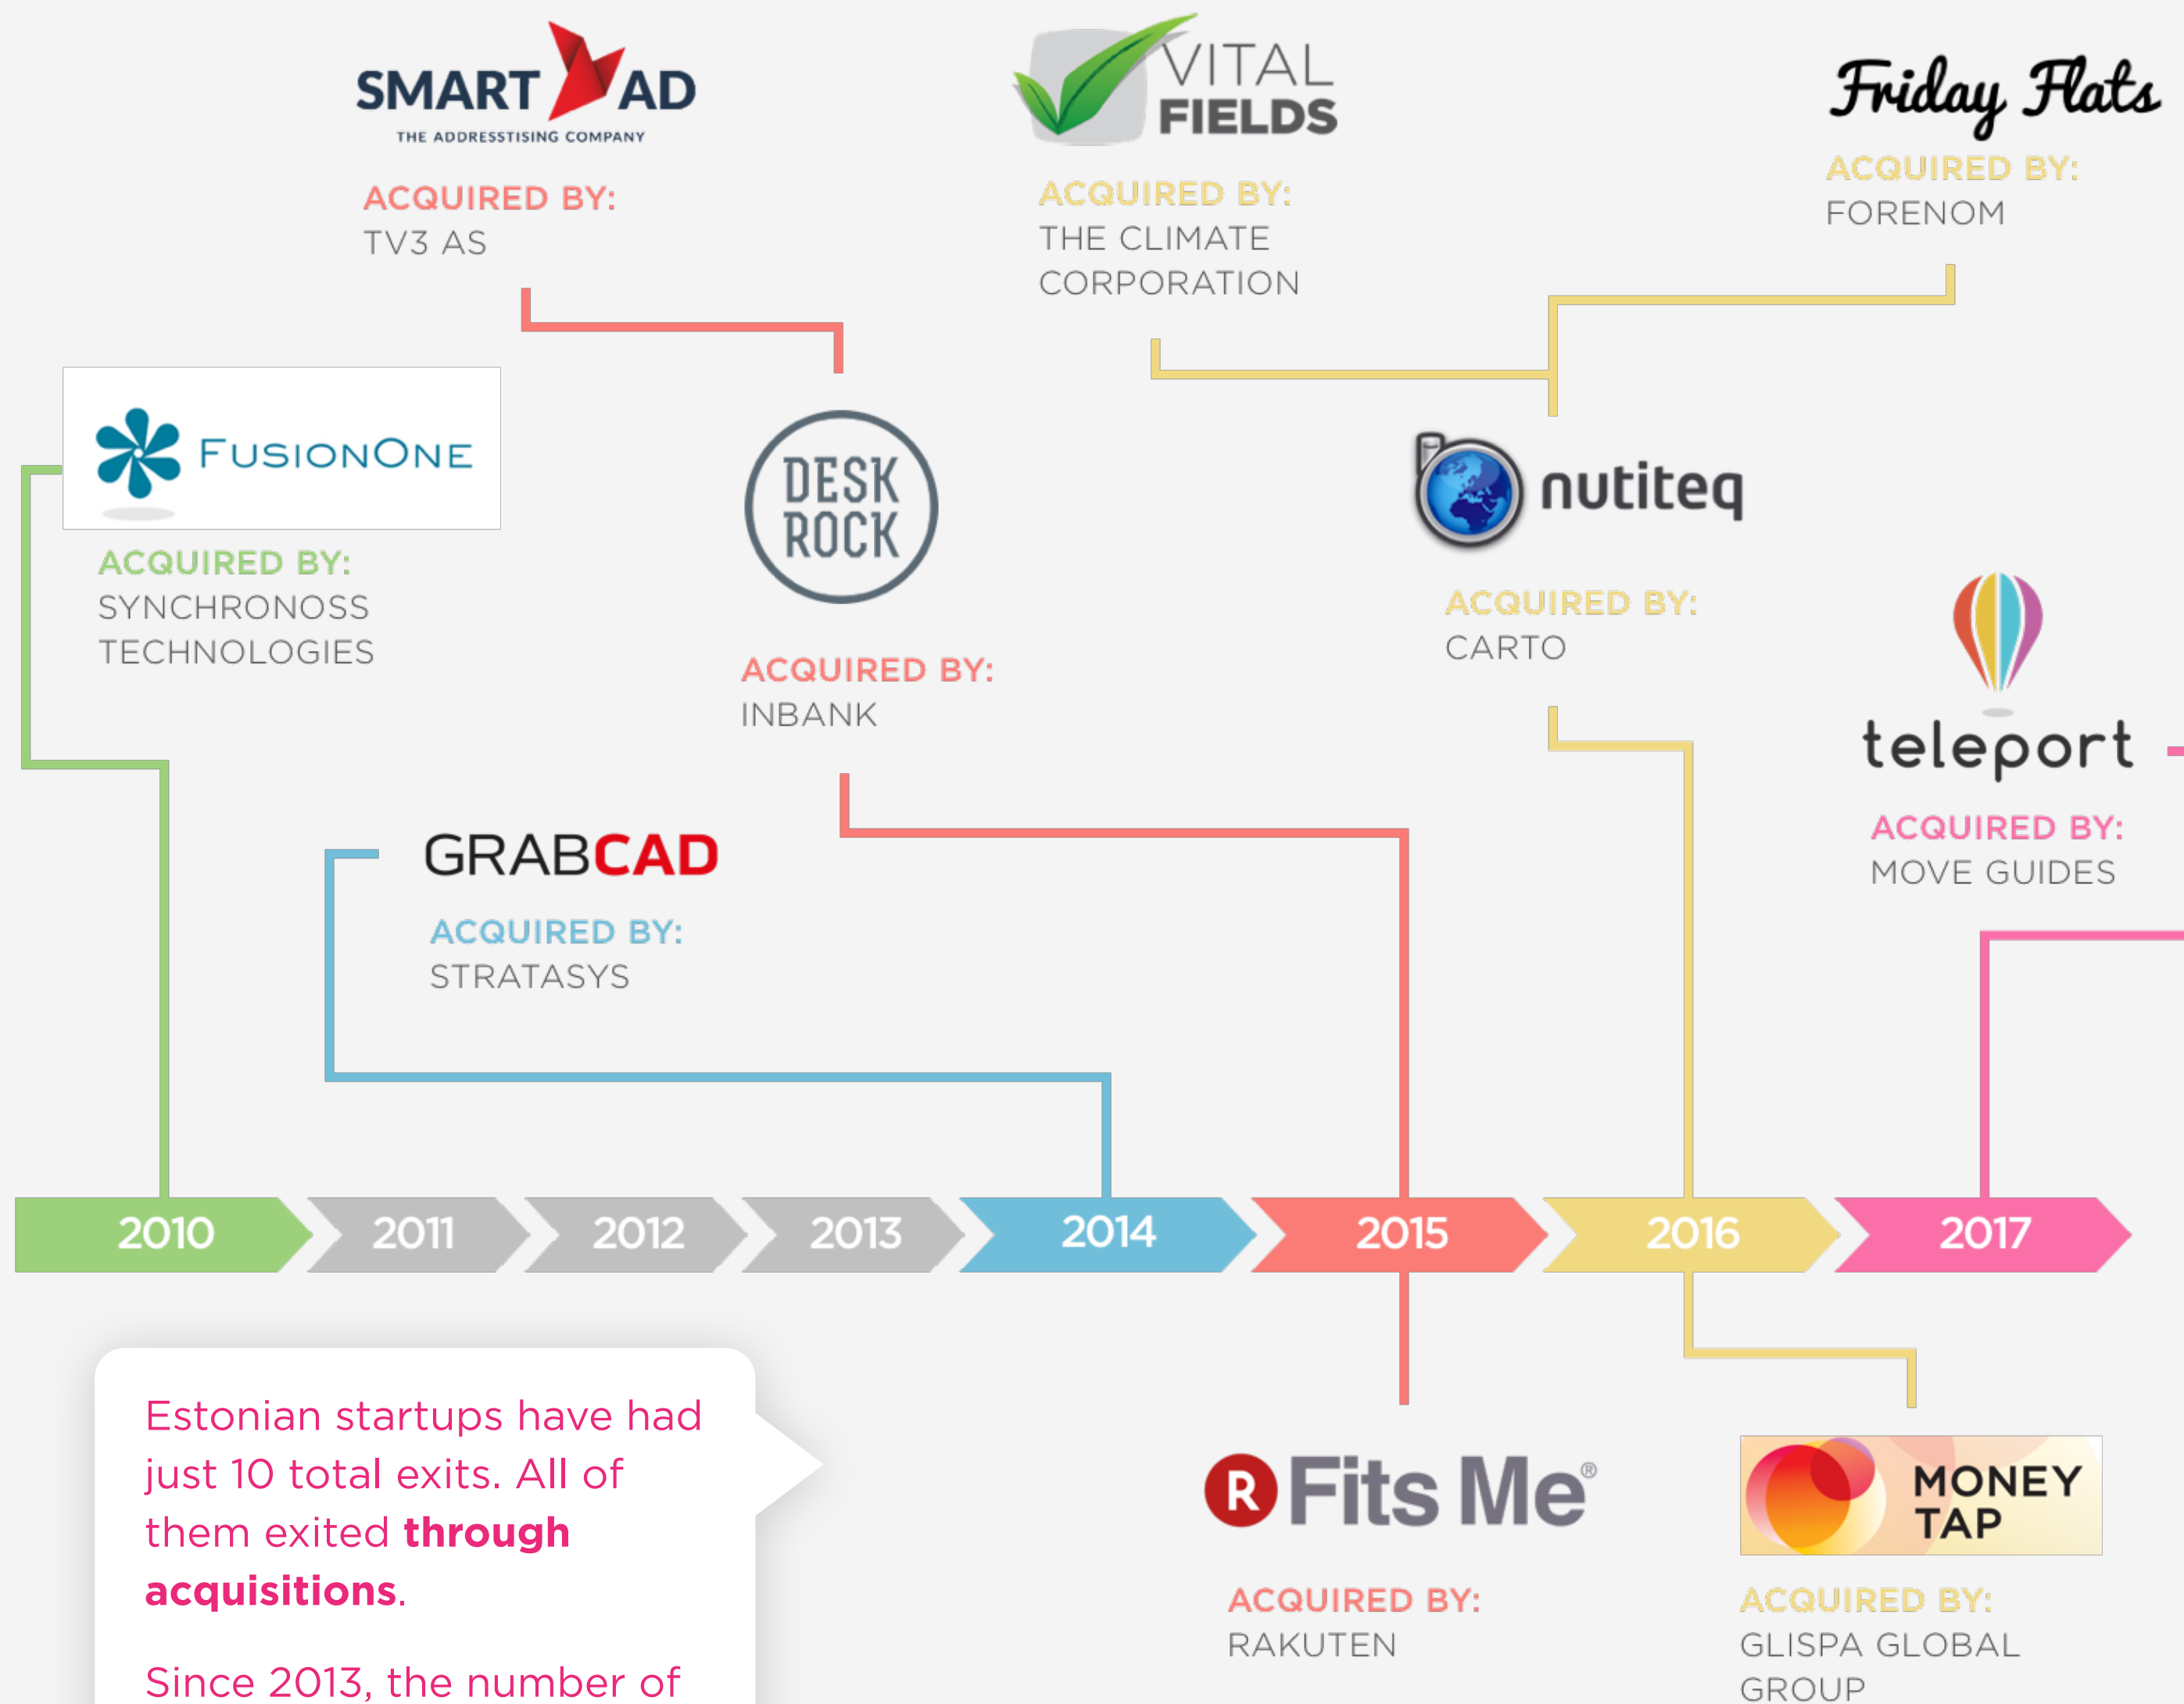 SMART AD
THE ADDRESSTISING COMPANY
ACQUIRED BY:
TV3 AS
VITAL
FIELDS
ACQUIRED BY:
THE CLIMATE
CORPORATION
Friday Flats
ACQUIRED BY:
FORENOM
FUSIONONE
ACQUIRED BY:
SYNCHRONOSS
TECHNOLOGIES
DESK
ROCK
ACQUIRED BY:
INBANK
nutiteq
ACQUIRED BY:
CARTO
teleport
ACQUIRED BY:
MOVE GUIDES
GRABCAD
ACQUIRED BY:
STRATASYS
2010
2011
2012
2013
2014
2015
2016
2017
Estonian startups have had
just 10 total exits. All of
them exited through
acquisitions.
Since 2013, the number of
R Fits Me®
ACQUIRED BY:
RAKUTEN
MONEY
TAP
ACQUIRED BY:
GLISPA GLOBAL
GROUP